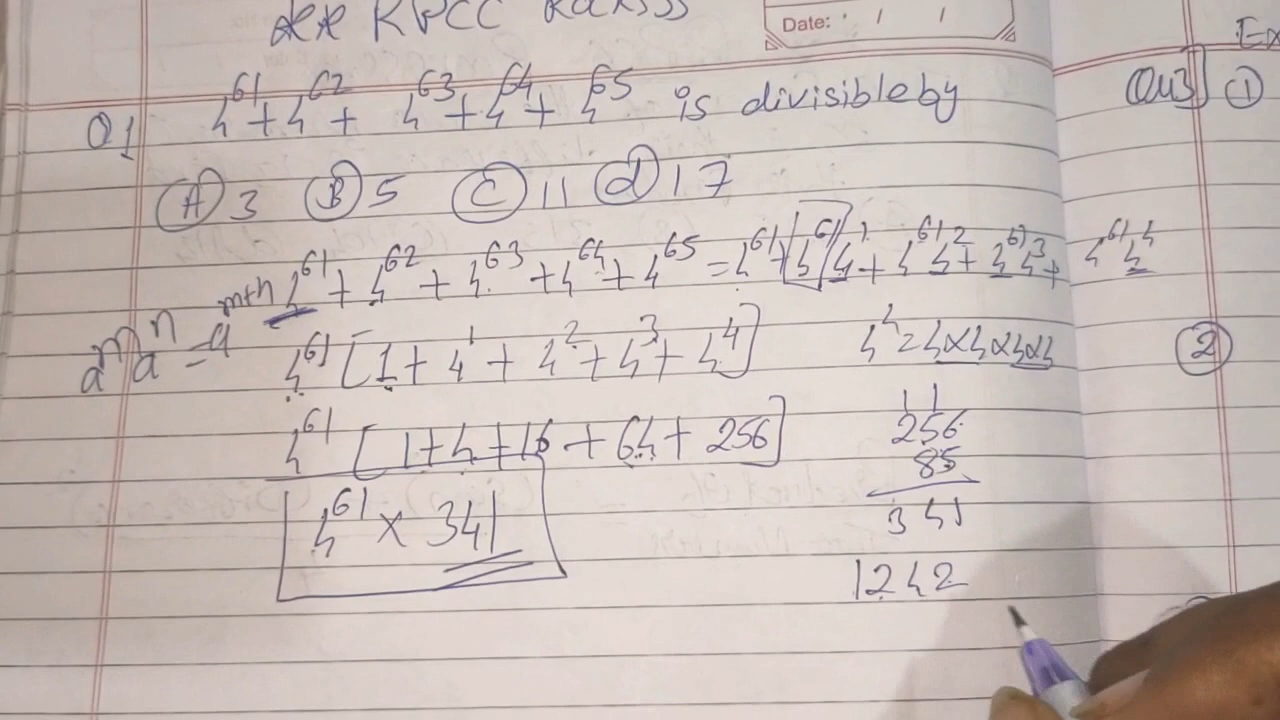 Date: / /
Ex
Q1 4^61 + 4^62 + 4^63 + 4^64 + 4^65 is divisible by
Qu3] ①
Ⓐ 3 Ⓑ 5 Ⓒ 11 ⓓ 17
4^61 + 4^62 + 4^63 + 4^64 + 4^65 = 4^61 + 4^61 4^1 + 4^61 4^2 + 4^61 4^3 + 4^61 4^4
a^m a^n = a^m+n
4^61 [1 + 4^1 + 4^2 + 4^3 + 4^4]
4^4 = 4×4×4×4
②
4^61 [1+4+16 + 64 + 256]
11
256
85
341
4^61 × 341
1242